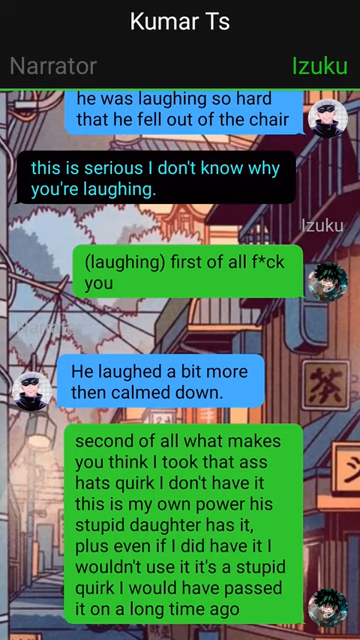 Kumar Ts
Narrator
Izuku
he was laughing so hard
that he fell out of the chair
this is serious I don't know why
you're laughing.
Izuku
(laughing) first of all f*ck
you
He laughed a bit more
then calmed down.
second of all what makes
you think I took that ass
hats quirk I don't have it
this is my own power his
stupid daughter has it,
plus even if I did have it I
wouldn't use it it's a stupid
quirk I would have passed
it on a long time ago